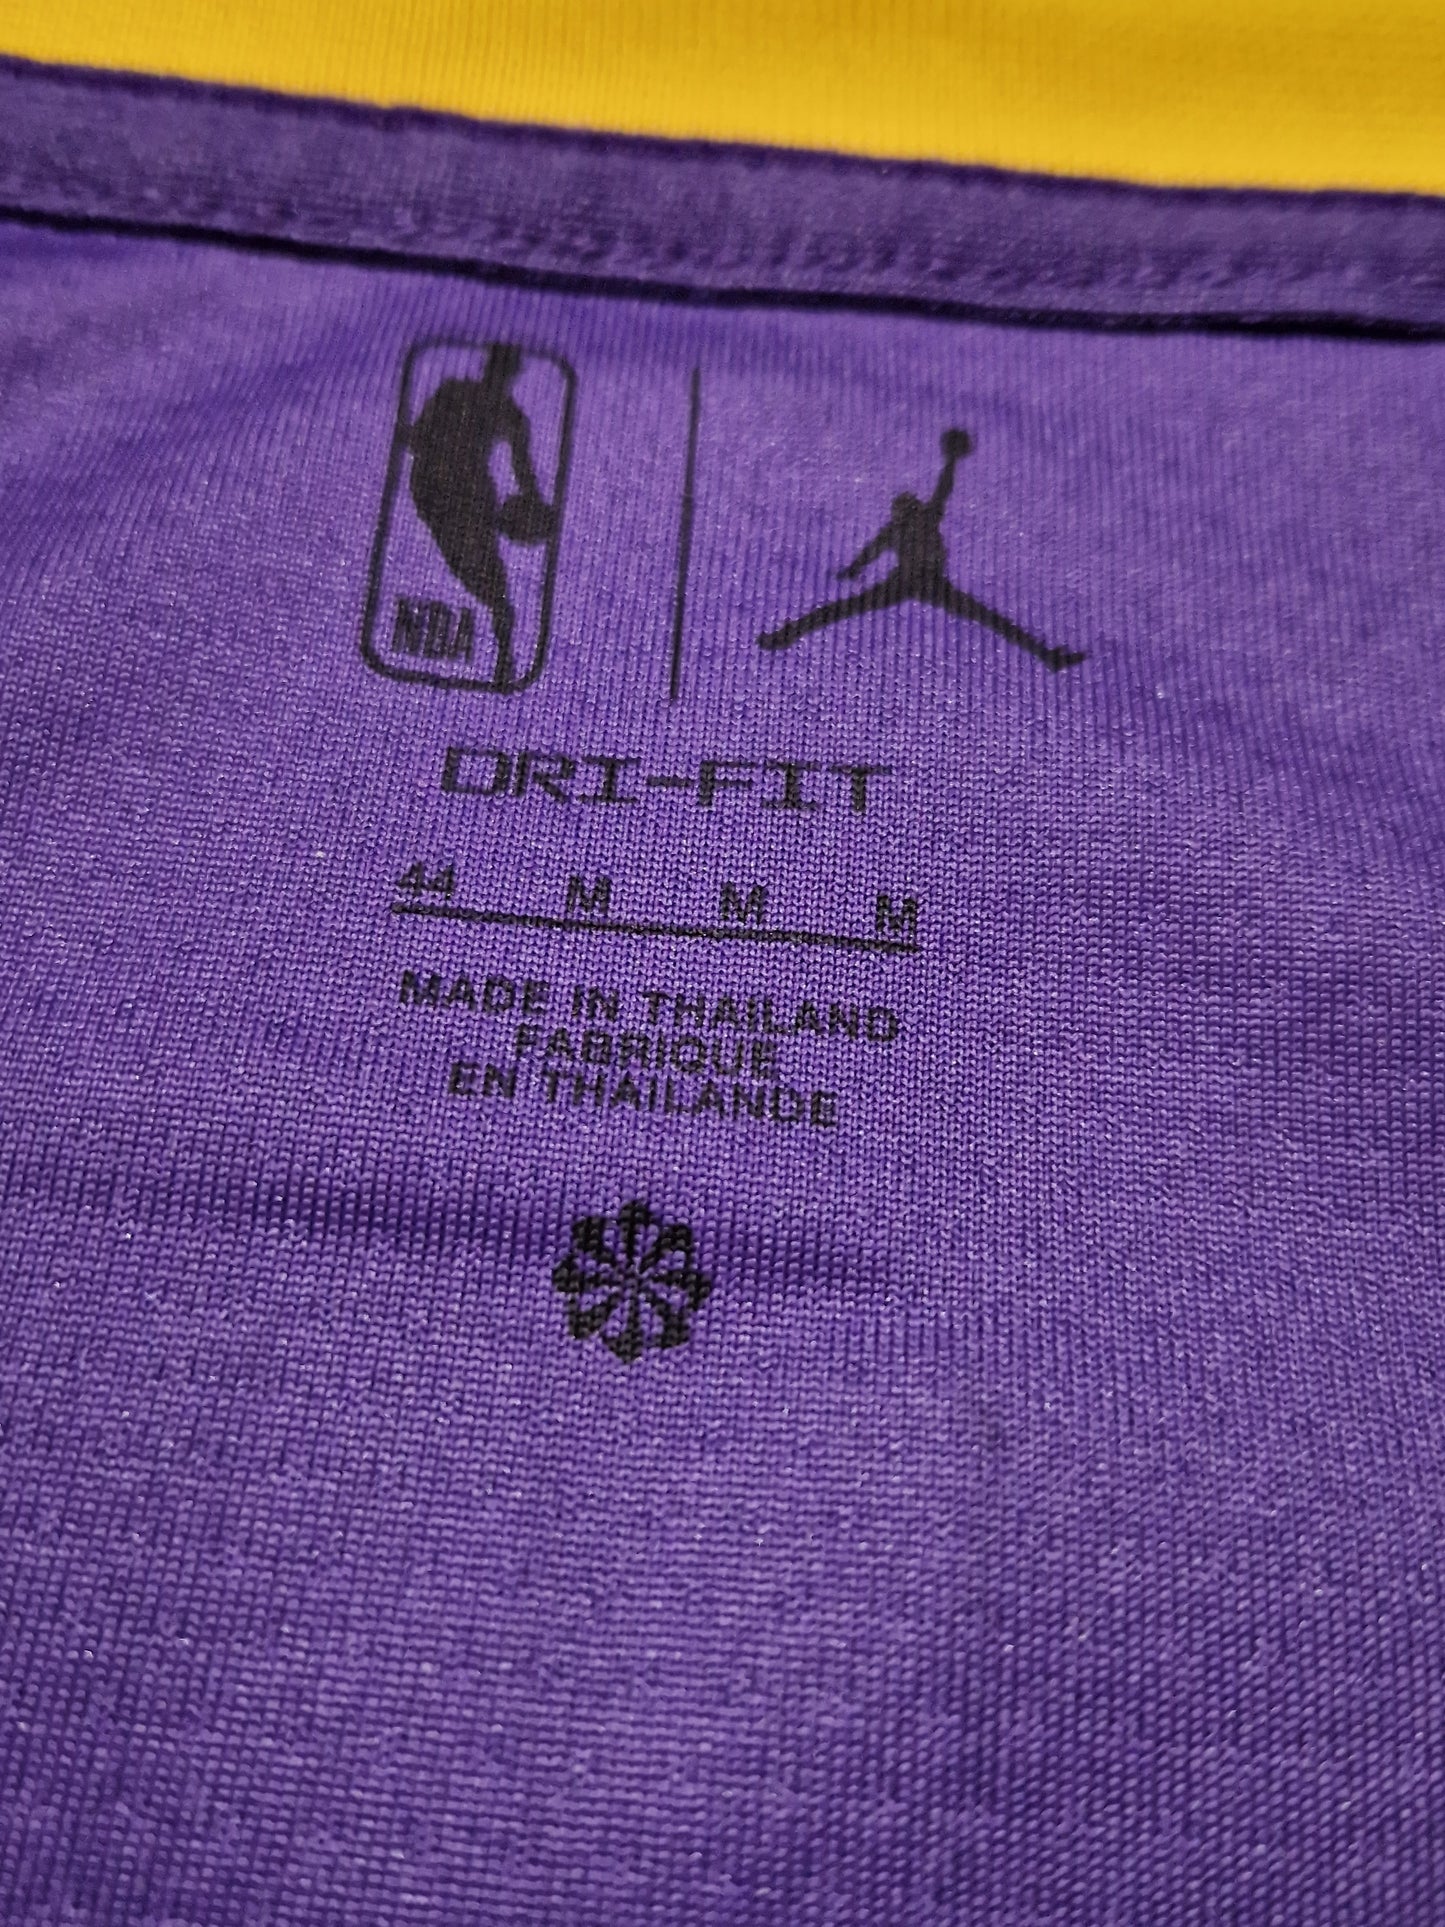 NBA
DRI-FIT
44 M M M
MADE IN THAILAND
FABRIQUE
EN THAILANDE